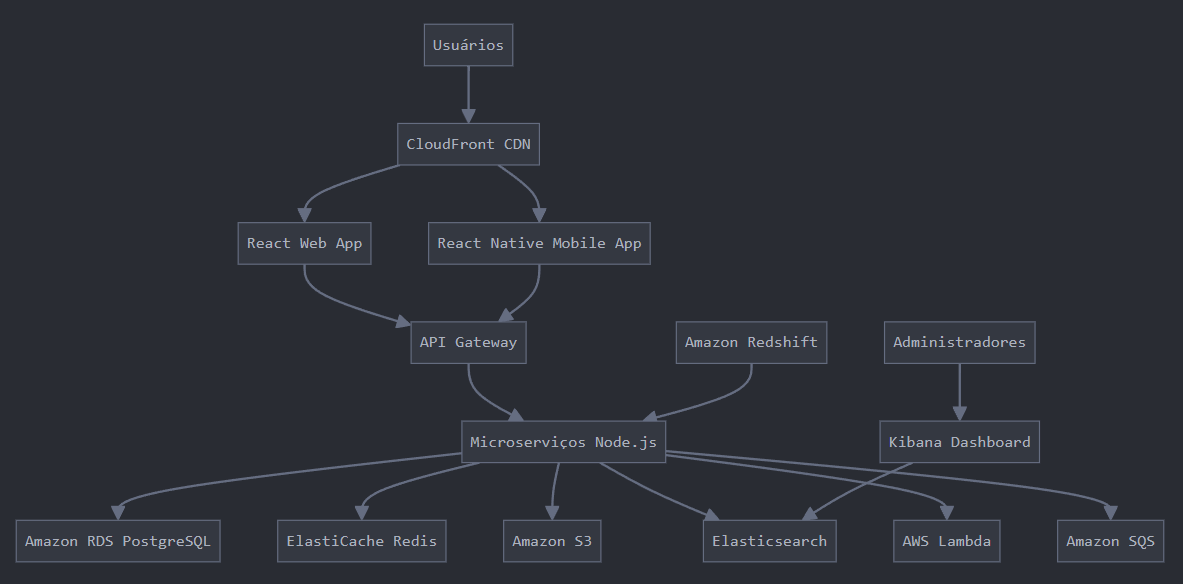 Usuários
CloudFront CDN
React Web App
React Native Mobile App
API Gateway
Amazon Redshift
Administradores
Microserviços Node.js
Kibana Dashboard
Amazon RDS PostgreSQL
ElastiCache Redis
Amazon S3
Elasticsearch
AWS Lambda
Amazon SQS